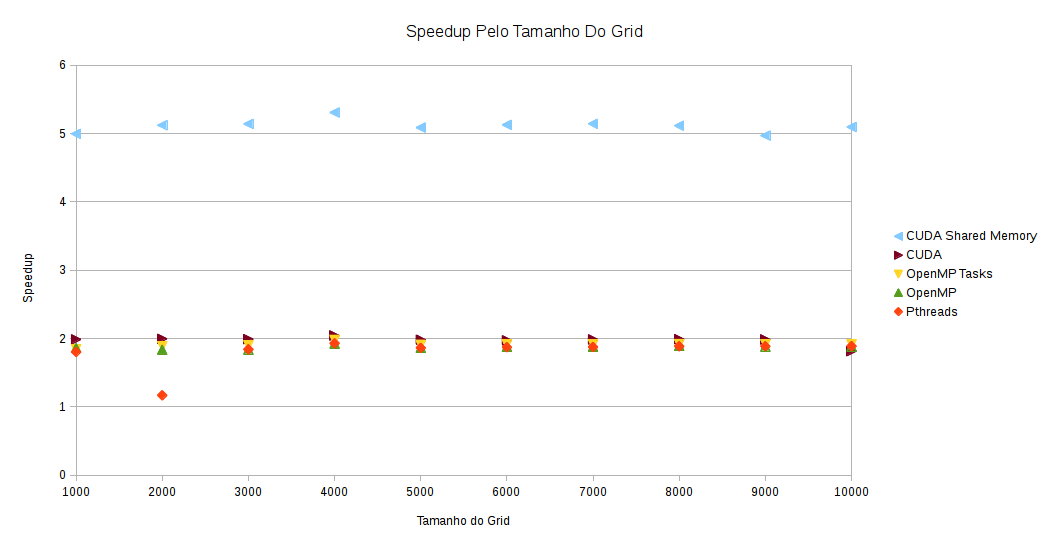 Speedup Pelo Tamanho Do Grid
6
5
4
3
2
1
0
Speedup
1000 2000 3000 4000 5000 6000 7000 8000 9000 10000
Tamanho do Grid
CUDA Shared Memory
CUDA
OpenMP Tasks
OpenMP
Pthreads